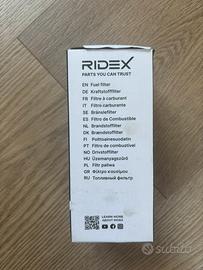 RIDEX
PARTS YOU CAN TRUST
EN Fuel filter
DE Kraftstofffilter
FR Filtre à carburant
IT Filtro carburante
SE Bränslefilter
ES Filtro de Combustible
NL Brandstoffilter
DK Brændstoffilter
FI Polttoainesuodatin
PT Filtro de combustível
NO Drivstoffilter
HU Üzemanyagszűrő
PL Filtr paliwa
GR Φίλτρο καυσίμου
RU Топливный фильтр
LEARN MORE
Subito